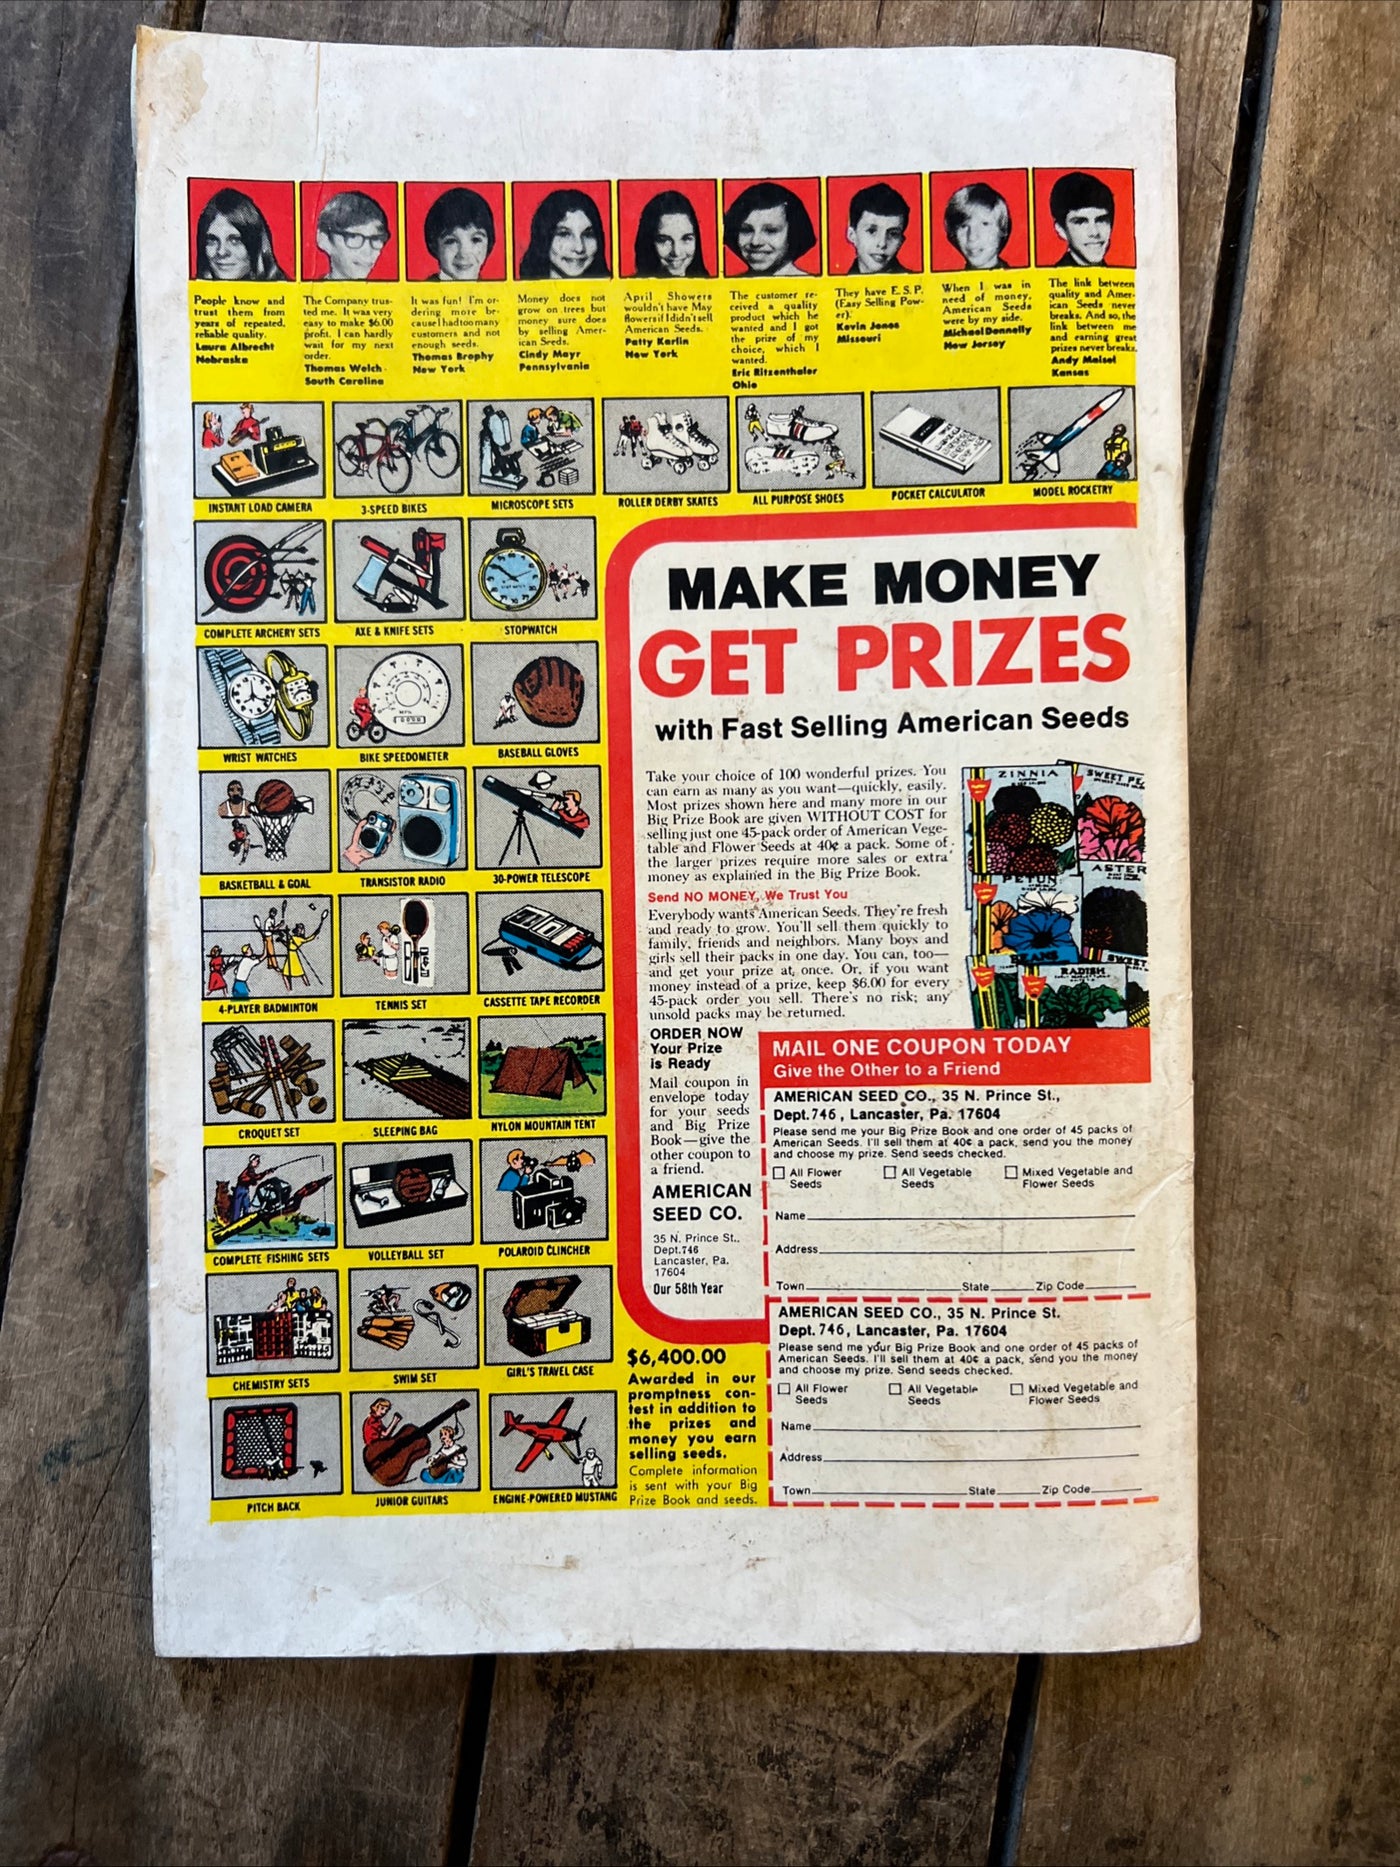 People know and
trust them from
years of repeated,
reliable quality.
Laura Albrecht
Nebraska
The Company trus-
ted me. It was very
easy to make $6.00
profit. I can hardly
wait for my next
order.
Thomas Welch
South Carolina
It was fun! I'm or-
dering more be-
cause I had too many
customers and not
enough seeds.
Thomas Brophy
New York
Money does not
grow on trees but
money sure does
by selling Amer-
ican Seeds.
Cindy Mayr
Pennsylvania
April Showers
wouldn't have May
flowers if I didn't sell
American Seeds.
Patty Karlin
New York
The customer re-
ceived a quality
product which he
wanted and I got
the prize of my
choice, which I
wanted.
Eric Ritzenthaler
Ohio
They have E.S.P.
(Easy Selling Pow-
er).
Kevin Jones
Missouri
When I was in
need of money,
American Seeds
were by my side.
Michael Donnelly
New Jersey
The link between
quality and Amer-
ican Seeds never
breaks. And so, the
link between me
and earning great
prizes never breaks.
Andy Meisel
Kansas
INSTANT LOAD CAMERA
3-SPEED BIKES
MICROSCOPE SETS
ROLLER DERBY SKATES
ALL PURPOSE SHOES
POCKET CALCULATOR
MODEL ROCKETRY
COMPLETE ARCHERY SETS
AXE & KNIFE SETS
STOPWATCH
WRIST WATCHES
BIKE SPEEDOMETER
BASEBALL GLOVES
BASKETBALL & GOAL
TRANSISTOR RADIO
30-POWER TELESCOPE
4-PLAYER BADMINTON
TENNIS SET
CASSETTE TAPE RECORDER
CROQUET SET
SLEEPING BAG
NYLON MOUNTAIN TENT
COMPLETE FISHING SETS
VOLLEYBALL SET
POLAROID CLINCHER
CHEMISTRY SETS
SWIM SET
GIRL'S TRAVEL CASE
PITCH BACK
JUNIOR GUITARS
ENGINE-POWERED MUSTANG
MAKE MONEY
GET PRIZES
with Fast Selling American Seeds
Take your choice of 100 wonderful prizes. You
can earn as many as you want—quickly, easily.
Most prizes shown here and many more in our
Big Prize Book are given WITHOUT COST for
selling just one 45-pack order of American Vege-
table and Flower Seeds at 40¢ a pack. Some of
the larger prizes require more sales or extra
money as explained in the Big Prize Book.
Send NO MONEY, We Trust You
Everybody wants American Seeds. They're fresh
and ready to grow. You'll sell them quickly to
family, friends and neighbors. Many boys and
girls sell their packs in one day. You can, too—
and get your prize at once. Or, if you want
money instead of a prize, keep $6.00 for every
45-pack order you sell. There's no risk; any
unsold packs may be returned.
ZINNIA
SWEET PE
PETUN
ASTER
BEANS
SWEET
RADISH
ORDER NOW
Your Prize
is Ready
Mail coupon in
envelope today
for your seeds
and Big Prize
Book—give the
other coupon to
a friend.
AMERICAN
SEED CO.
35 N. Prince St.,
Dept.746
Lancaster, Pa.
17604
Our 58th Year
MAIL ONE COUPON TODAY
Give the Other to a Friend
AMERICAN SEED CO., 35 N. Prince St.,
Dept. 746, Lancaster, Pa. 17604
Please send me your Big Prize Book and one order of 45 packs of
American Seeds. I'll sell them at 40¢ a pack, send you the money
and choose my prize. Send seeds checked.
All Flower Seeds
All Vegetable Seeds
Mixed Vegetable and Flower Seeds
Name
Address
Town State Zip Code
AMERICAN SEED CO., 35 N. Prince St.
Dept. 746, Lancaster, Pa. 17604
Please send me your Big Prize Book and one order of 45 packs of
American Seeds. I'll sell them at 40¢ a pack, send you the money
and choose my prize. Send seeds checked.
All Flower Seeds
All Vegetable Seeds
Mixed Vegetable and Flower Seeds
Name
Address
Town State Zip Code
$6,400.00
Awarded in our
promptness con-
test in addition to
the prizes and
money you earn
selling seeds.
Complete information
is sent with your Big
Prize Book and seeds.